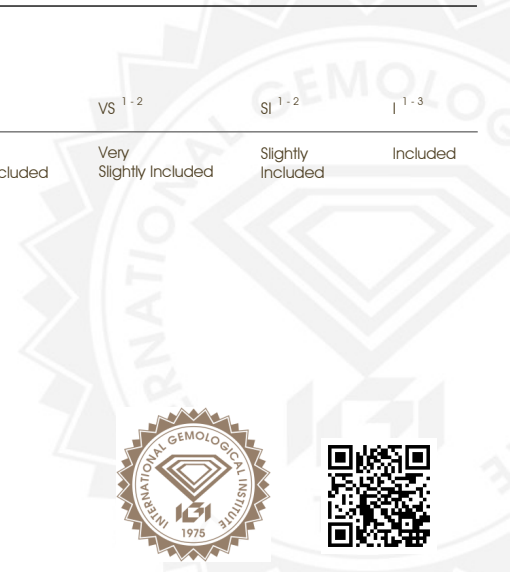 VS 1 - 2
SI 1 - 2
I 1 - 3
cluded
Very
Slightly Included
Slightly
Included
Included
INTERNATIONAL GEMOLOGICAL INSTITUTE
IGI
1975